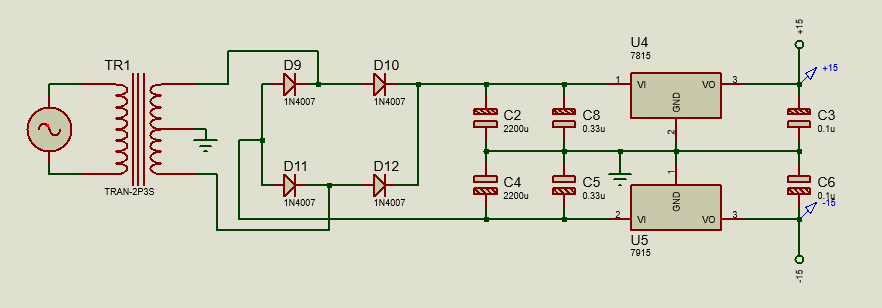 TR1
TRAN-2P3S
D9
1N4007
D10
1N4007
D11
1N4007
D12
1N4007
C2
2200u
C8
0.33u
C4
2200u
C5
0.33u
U4
7815
1
VI
VO
3
GND
2
1
GND
2
VI
VO
3
U5
7915
+15
+15
C3
0.1u
C6
0.1u
-15
-15